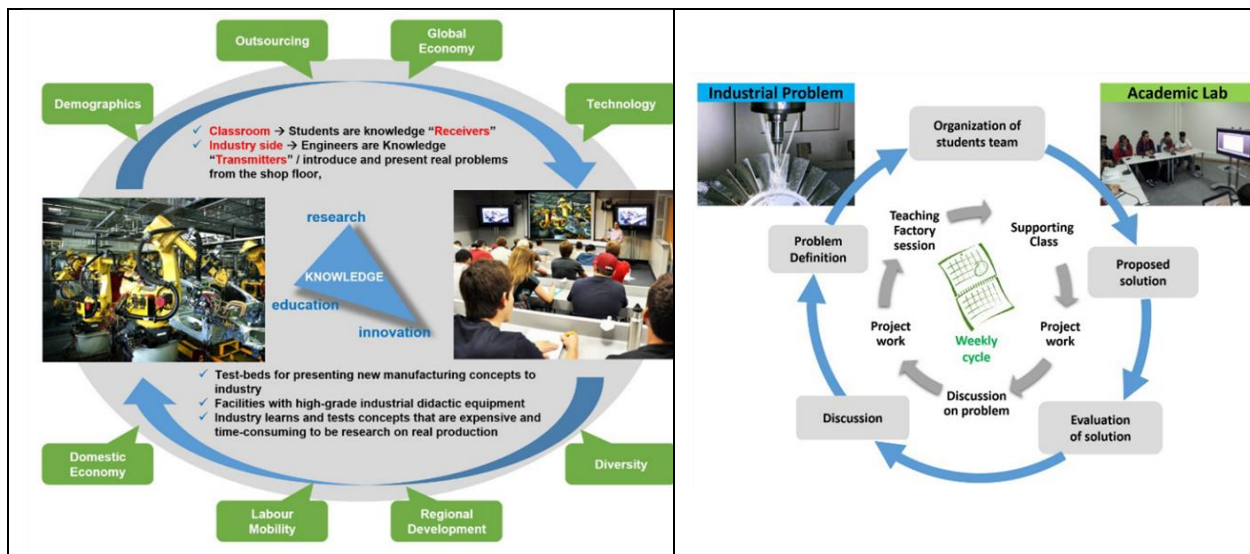 Outsourcing
Global
Economy
Demographics
Technology
✓ Classroom → Students are knowledge “Receivers”
✓ Industry side → Engineers are Knowledge
“Transmitters” / introduce and present real problems
from the shop floor,
research
KNOWLEDGE
education
innovation
✓ Test-beds for presenting new manufacturing concepts to
industry
✓ Facilities with high-grade industrial didactic equipment
✓ Industry learns and tests concepts that are expensive and
time-consuming to be research on real production
Domestic
Economy
Diversity
Labour
Mobility
Regional
Development
Industrial Problem
Academic Lab
Organization of
students team
Teaching
Factory
session
Supporting
Class
Problem
Definition
Proposed
solution
Project
work
Weekly
cycle
Project
work
Discussion
on problem
Discussion
Evaluation
of solution